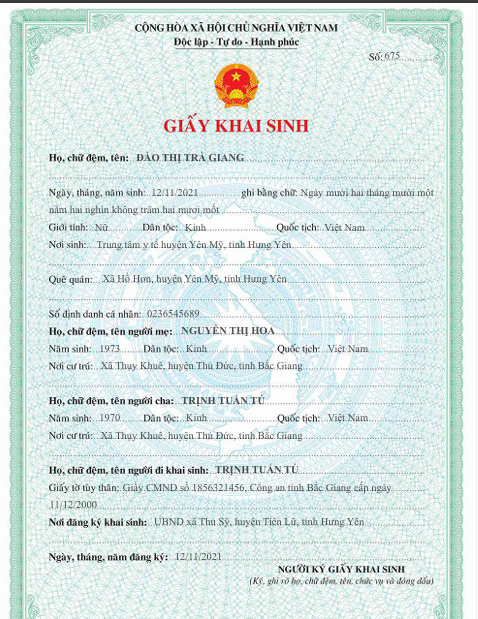 CỘNG HÒA XÃ HỘI CHỦ NGHĨA VIỆT NAM
Độc lập - Tự do - Hạnh phúc
Số: 675
GIẤY KHAI SINH
Họ, chữ đệm, tên: ĐÀO THỊ TRÀ GIANG
Ngày, tháng, năm sinh: 12/11/2021 ghi bằng chữ: Ngày mười hai tháng mười một
năm hai nghìn không trăm hai mươi mốt
Giới tính: Nữ Dân tộc: Kinh Quốc tịch: Việt Nam
Nơi sinh: Trung tâm y tế huyện Yên Mỹ, tỉnh Hưng Yên
Quê quán: Xã Hồ Hơn, huyện Yên Mỹ, tỉnh Hưng Yên
Số định danh cá nhân: 0236545689
Họ, chữ đệm, tên người mẹ: NGUYỄN THỊ HOA
Năm sinh: 1973 Dân tộc: Kinh Quốc tịch: Việt Nam
Nơi cư trú: Xã Thụy Khuê, huyện Thủ Đức, tỉnh Bắc Giang
Họ, chữ đệm, tên người cha: TRỊNH TUẤN TÚ
Năm sinh: 1970 Dân tộc: Kinh Quốc tịch: Việt Nam
Nơi cư trú: Xã Thụy Khuê, huyện Thủ Đức, tỉnh Bắc Giang
Họ, chữ đệm, tên người đi khai sinh: TRỊNH TUẤN TÚ
Giấy tờ tùy thân: Giấy CMND số 1856321456, Công an tỉnh Bắc Giang cấp ngày
11/12/2000
Nơi đăng ký khai sinh: UBND xã Thu Sỹ, huyện Tiên Lữ, tỉnh Hưng Yên
Ngày, tháng, năm đăng ký: 12/11/2021
NGƯỜI KÝ GIẤY KHAI SINH
(Ký, ghi rõ họ, chữ đệm, tên, chức vụ và đóng dấu)